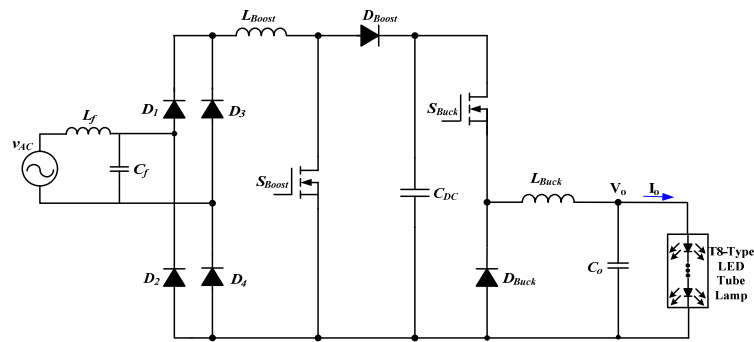 L_Boost
D_Boost
D_1
D_3
S_Buck
L_f
v_AC
C_f
S_Boost
C_DC
L_Buck
V_o
I_o
D_2
D_4
D_Buck
C_o
T8-Type
LED
Tube
Lamp